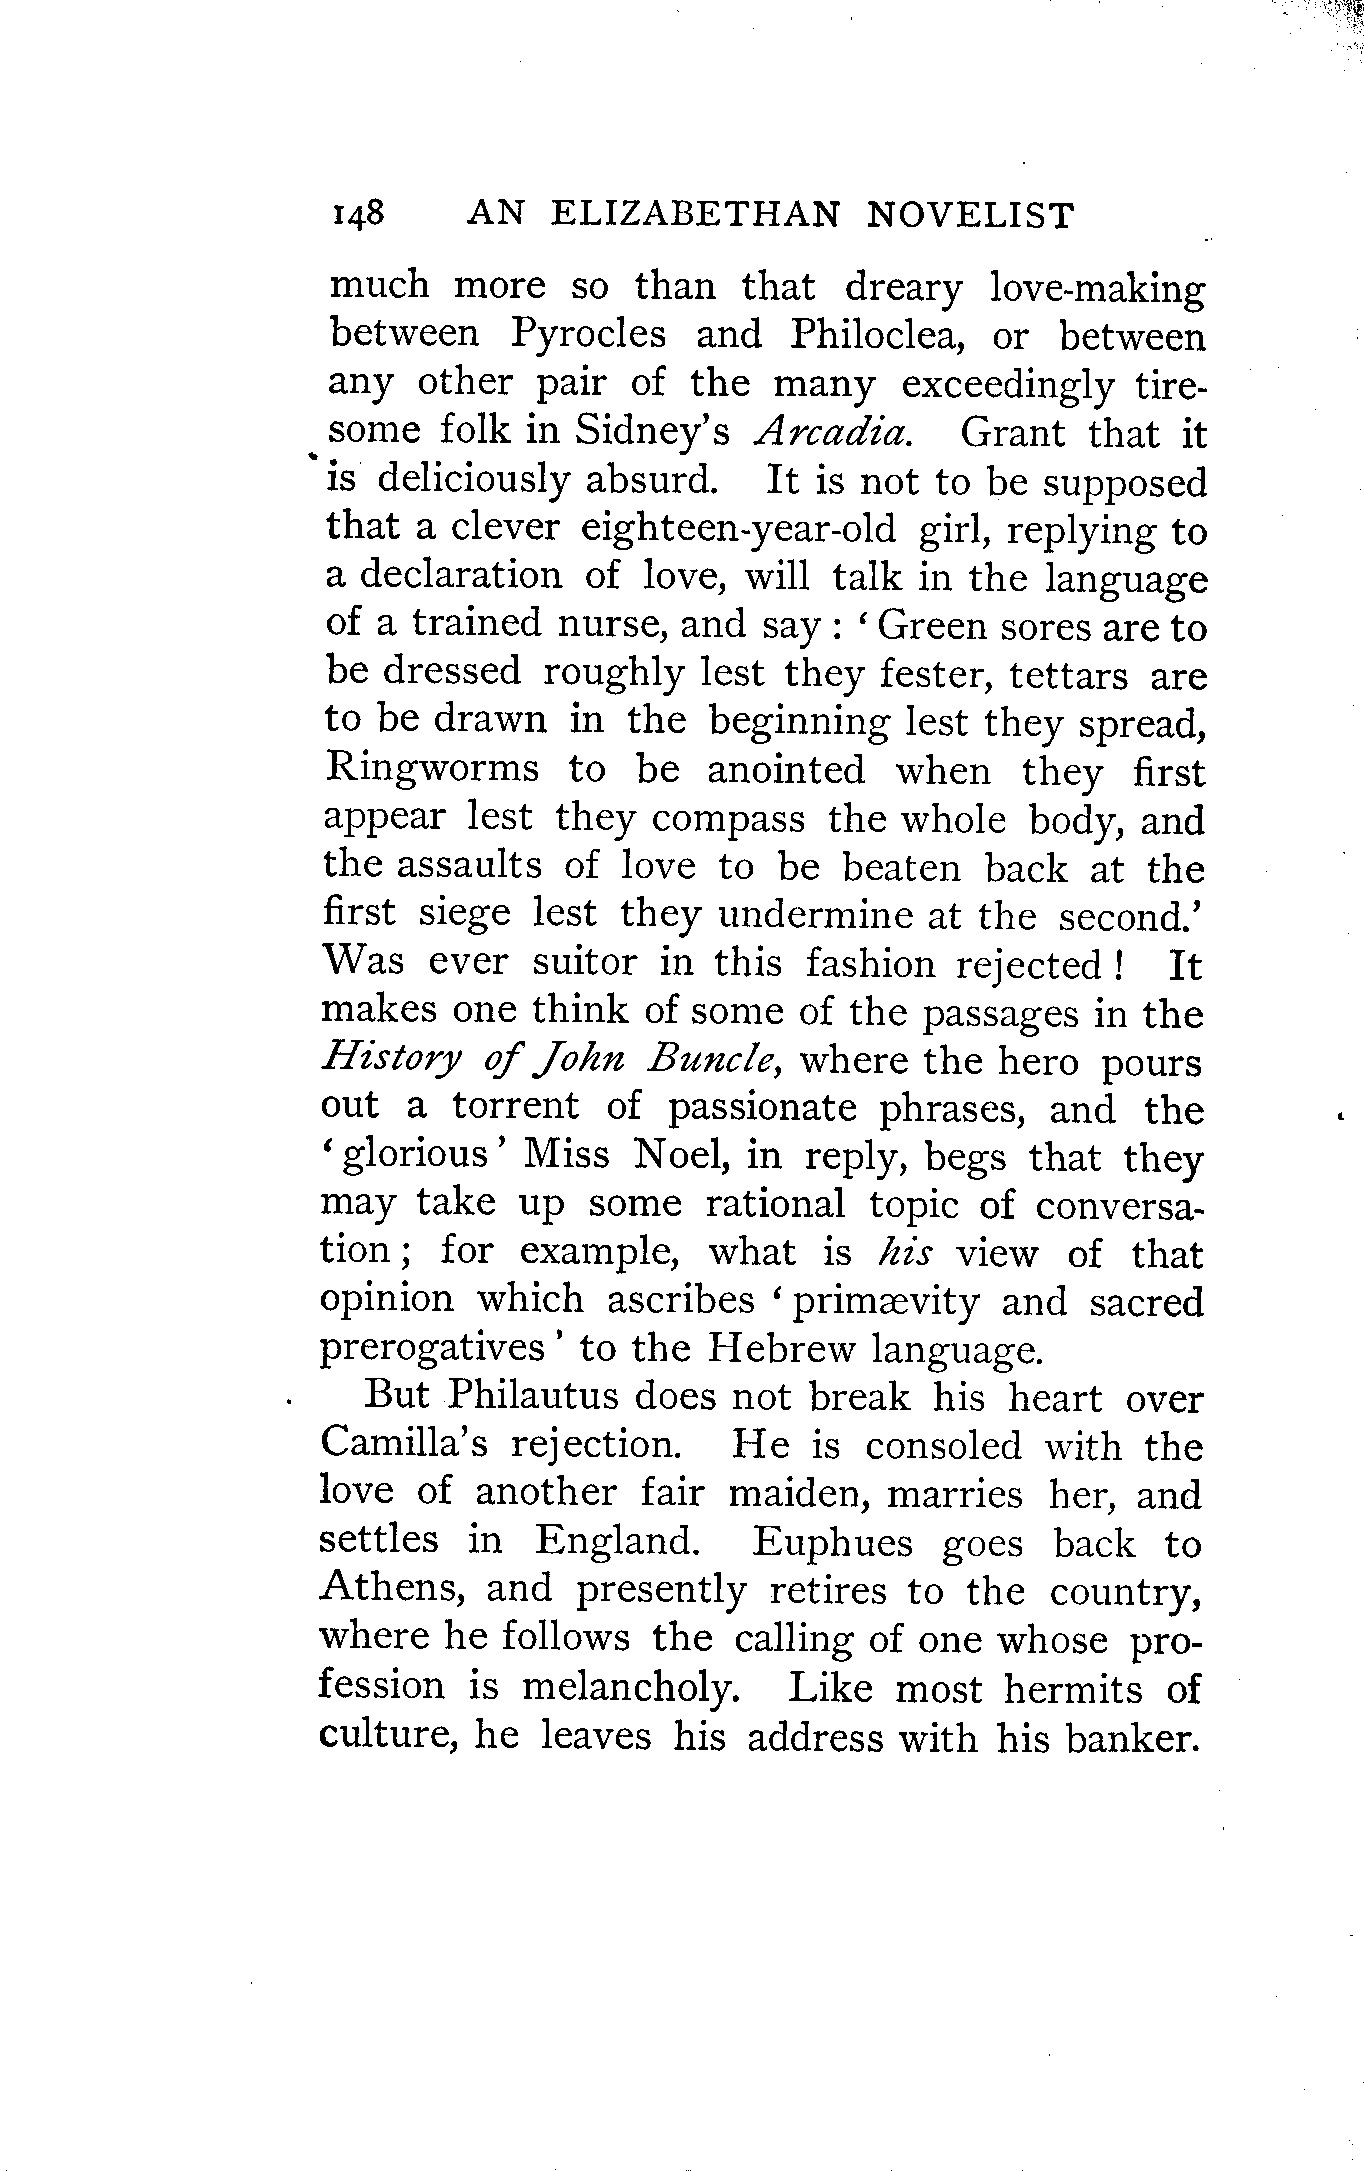 148 AN ELIZABETHAN NOVELIST
much more so than that dreary love-making
between Pyrocles and Philoclea, or between
any other pair of the many exceedingly tire-
some folk in Sidney's Arcadia. Grant that it
is deliciously absurd. It is not to be supposed
that a clever eighteen-year-old girl, replying to
a declaration of love, will talk in the language
of a trained nurse, and say : ‘ Green sores are to
be dressed roughly lest they fester, tettars are
to be drawn in the beginning lest they spread,
Ringworms to be anointed when they first
appear lest they compass the whole body, and
the assaults of love to be beaten back at the
first siege lest they undermine at the second.’
Was ever suitor in this fashion rejected ! It
makes one think of some of the passages in the
History of John Buncle, where the hero pours
out a torrent of passionate phrases, and the
‘ glorious ’ Miss Noel, in reply, begs that they
may take up some rational topic of conversa-
tion ; for example, what is his view of that
opinion which ascribes ‘ primævity and sacred
prerogatives ’ to the Hebrew language.
But Philautus does not break his heart over
Camilla's rejection. He is consoled with the
love of another fair maiden, marries her, and
settles in England. Euphues goes back to
Athens, and presently retires to the country,
where he follows the calling of one whose pro-
fession is melancholy. Like most hermits of
culture, he leaves his address with his banker.